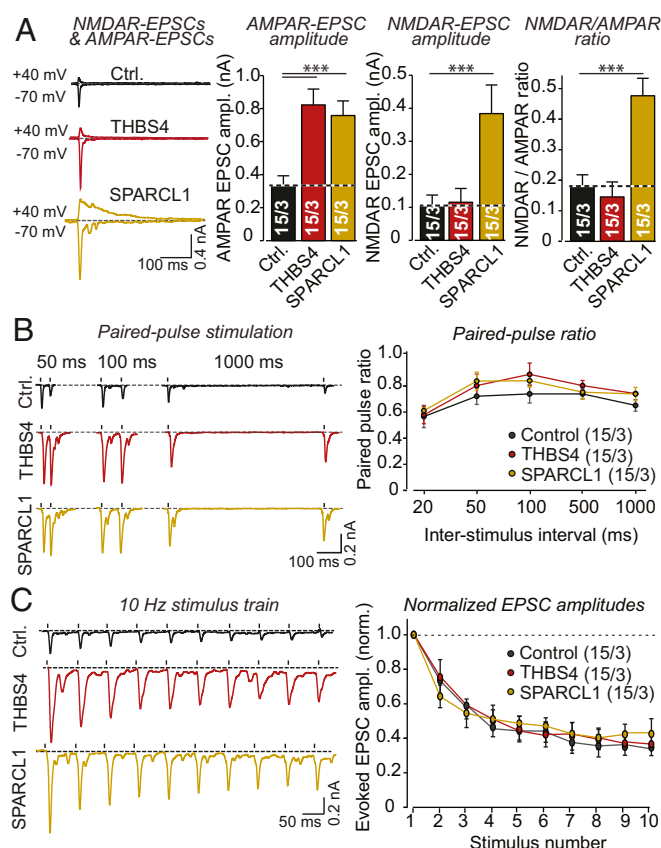 A
NMDAR-EPSCs
& AMPAR-EPSCs
+40 mV
-70 mV
Ctrl.
+40 mV
-70 mV
THBS4
+40 mV
-70 mV
SPARCL1
100 ms
0.4 nA
AMPAR-EPSC
amplitude
AMPAR EPSC ampl. (nA)
1.0
0.8
0.6
0.4
0.2
0
***
15/3
15/3
15/3
Ctrl.
THBS4
SPARCL1
NMDAR-EPSC
amplitude
NMDAR EPSC ampl. (nA)
0.5
0.4
0.3
0.2
0.1
0
***
15/3
15/3
15/3
Ctrl.
THBS4
SPARCL1
NMDAR/AMPAR
ratio
NMDAR / AMPAR ratio
0.5
0.4
0.3
0.2
0.1
0
***
15/3
15/3
15/3
Ctrl.
THBS4
SPARCL1
B
Paired-pulse stimulation
50 ms
100 ms
1000 ms
Ctrl.
THBS4
SPARCL1
100 ms
0.2 nA
Paired-pulse ratio
Paired pulse ratio
1.0
0.8
0.6
0.4
0.2
0
Control (15/3)
THBS4 (15/3)
SPARCL1 (15/3)
20 50 100 500 1000
Inter-stimulus interval (ms)
C
10 Hz stimulus train
Ctrl.
THBS4
SPARCL1
50 ms
0.2 nA
Normalized EPSC amplitudes
Evoked EPSC ampl. (norm.)
1.0
0.8
0.6
0.4
0.2
0
Control (15/3)
THBS4 (15/3)
SPARCL1 (15/3)
1 2 3 4 5 6 7 8 9 10
Stimulus number